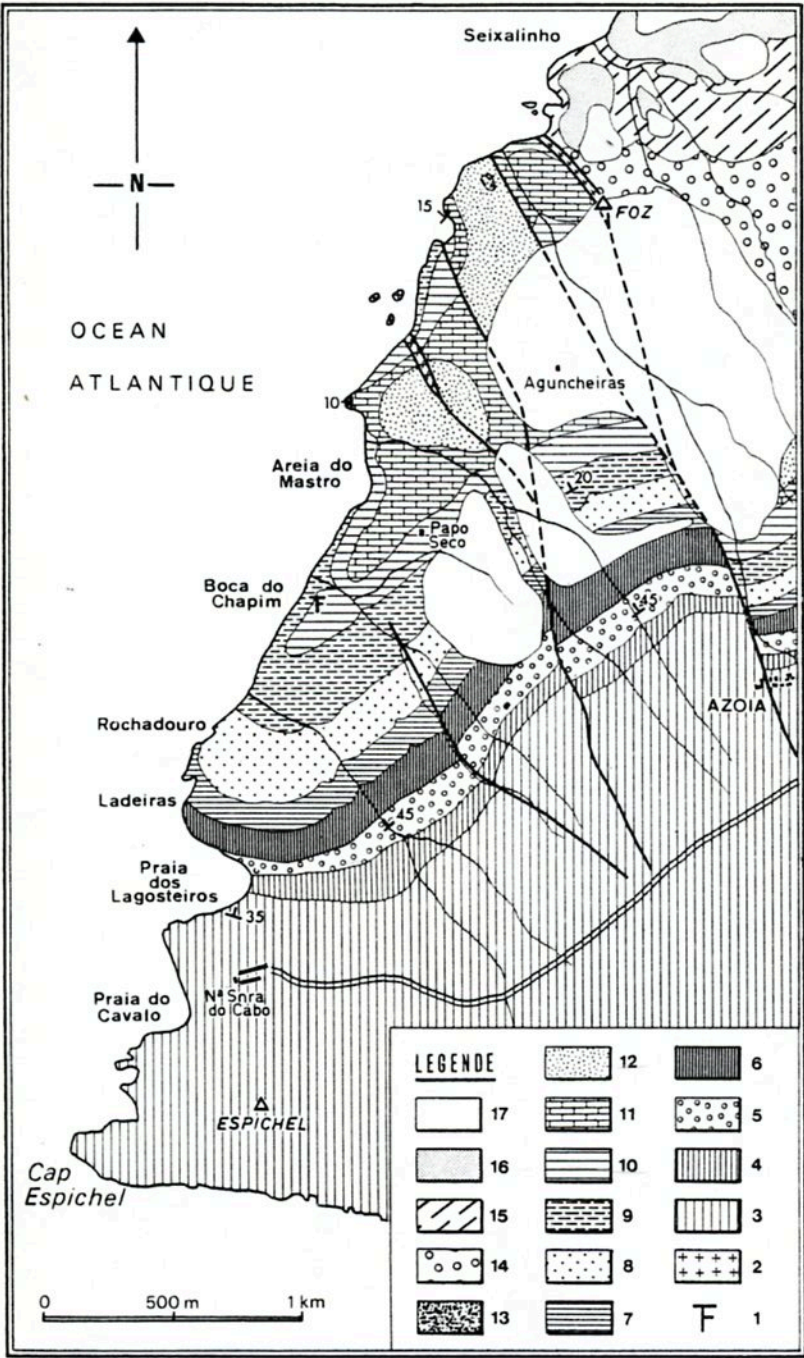 Seixalinho
N
FOZ
15
OCEAN
ATLANTIQUE
Aguncheiras
10
Areia do
Mastro
20
Papo
Seco
Boca do
Chapim
F
45
AZOIA
Rochadouro
Ladeiras
45
Praia
dos
Lagosteiros
35
Praia do
Cavalo
Nª Snra
do Cabo
ESPICHEL
Cap
Espichel
0 500 m 1 km
LEGENDE
17
16
15
14
13
12
11
10
9
8
7
6
5
4
3
2
F 1